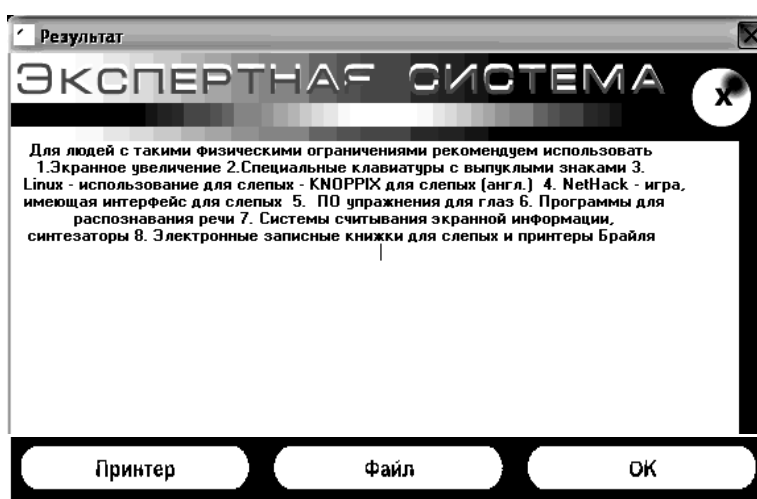 Результат
ЭКСПЕРТНАЯ СИСТЕМА
X
Для людей с такими физическими ограничениями рекомендуем использовать
1.Экранное увеличение 2.Специальные клавиатуры с выпуклыми знаками 3.
Linux - использование для слепых - KNOPPIX для слепых (англ.) 4. NetHack - игра,
имеющая интерфейс для слепых 5. ПО упражнения для глаз 6. Программы для
распознавания речи 7. Системы считывания экранной информации,
синтезаторы 8. Электронные записные книжки для слепых и принтеры Брайля
Принтер
Файл
OK